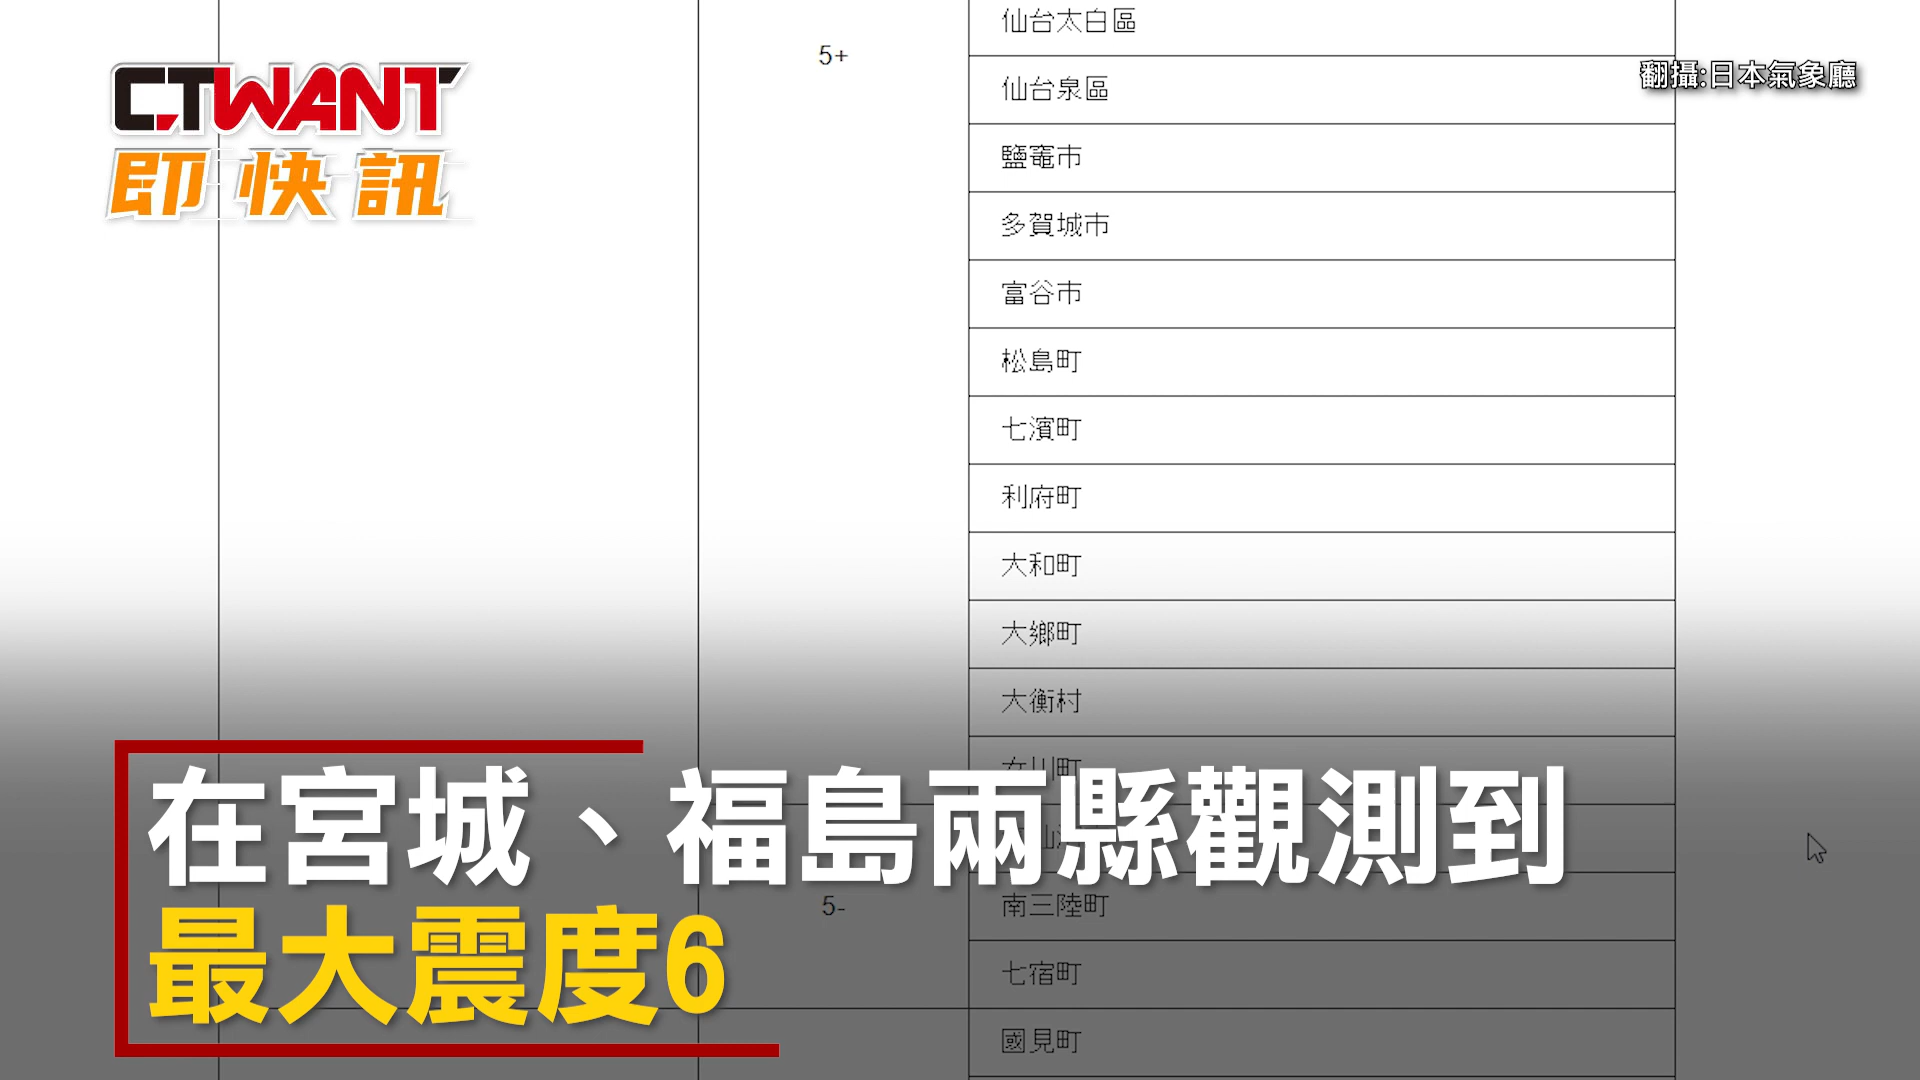 仙台太白區
5+
翻攝:日本氣象廳
CTWANT
仙台泉區
鹽竈市
即快訊
多賀城市
富谷市
松島町
七濱町
利府町
大和町
大鄉町
大衡村
女川町
在宮城、福島兩縣觀測到
5-
南三陸町
最大震度6
七宿町
國見町